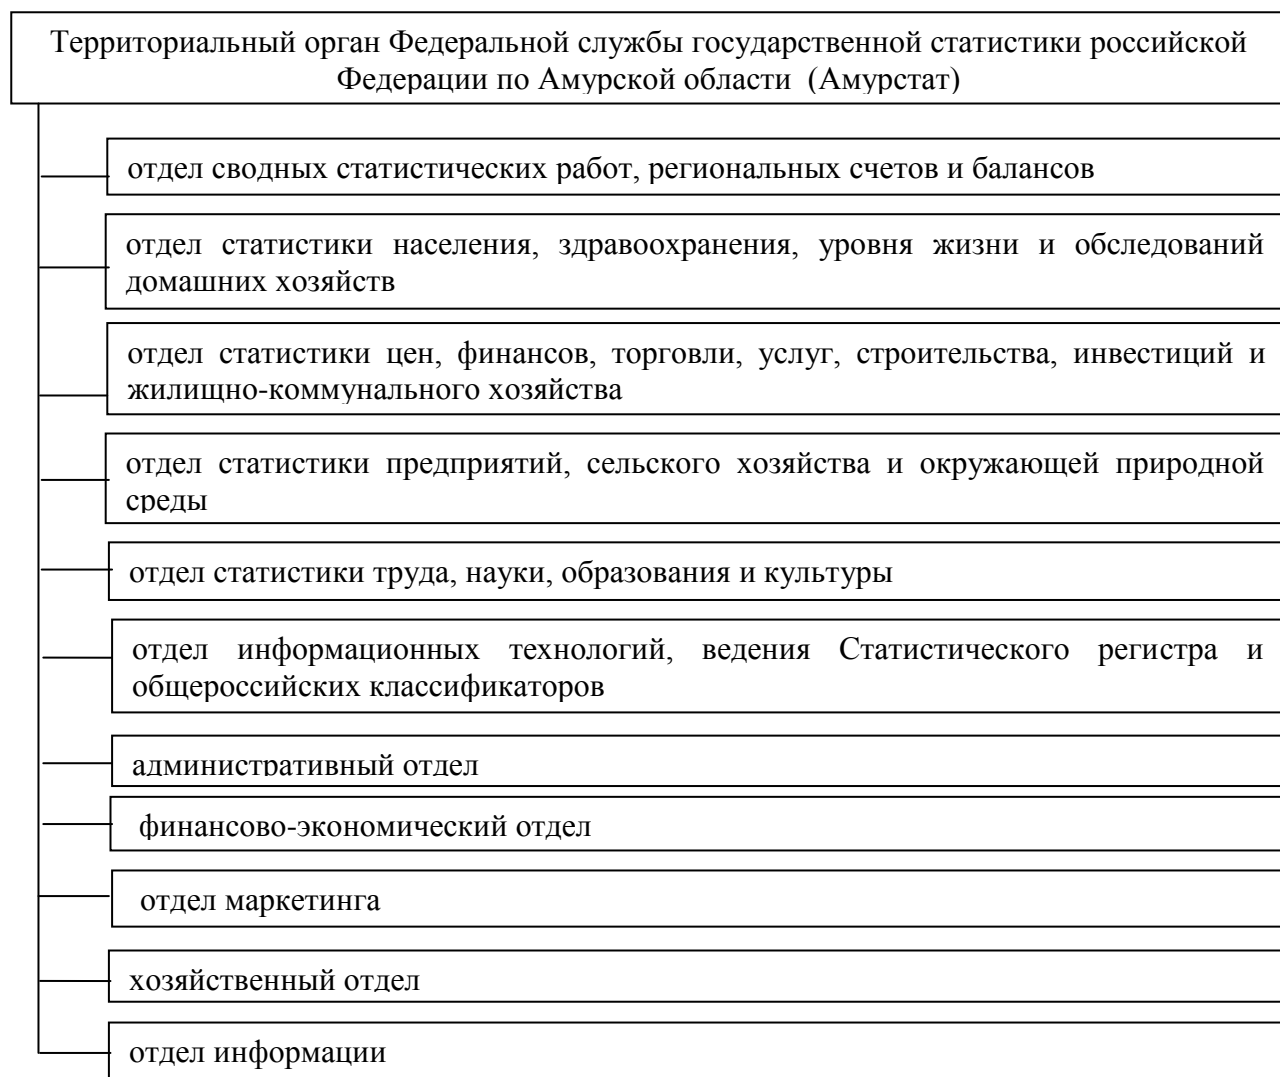 Территориальный орган Федеральной службы государственной статистики российской
Федерации по Амурской области (Амурстат)
отдел сводных статистических работ, региональных счетов и балансов
отдел статистики населения, здравоохранения, уровня жизни и обследований
домашних хозяйств
отдел статистики цен, финансов, торговли, услуг, строительства, инвестиций и
жилищно-коммунального хозяйства
отдел статистики предприятий, сельского хозяйства и окружающей природной
среды
отдел статистики труда, науки, образования и культуры
отдел информационных технологий, ведения Статистического регистра и
общероссийских классификаторов
административный отдел
финансово-экономический отдел
отдел маркетинга
хозяйственный отдел
отдел информации